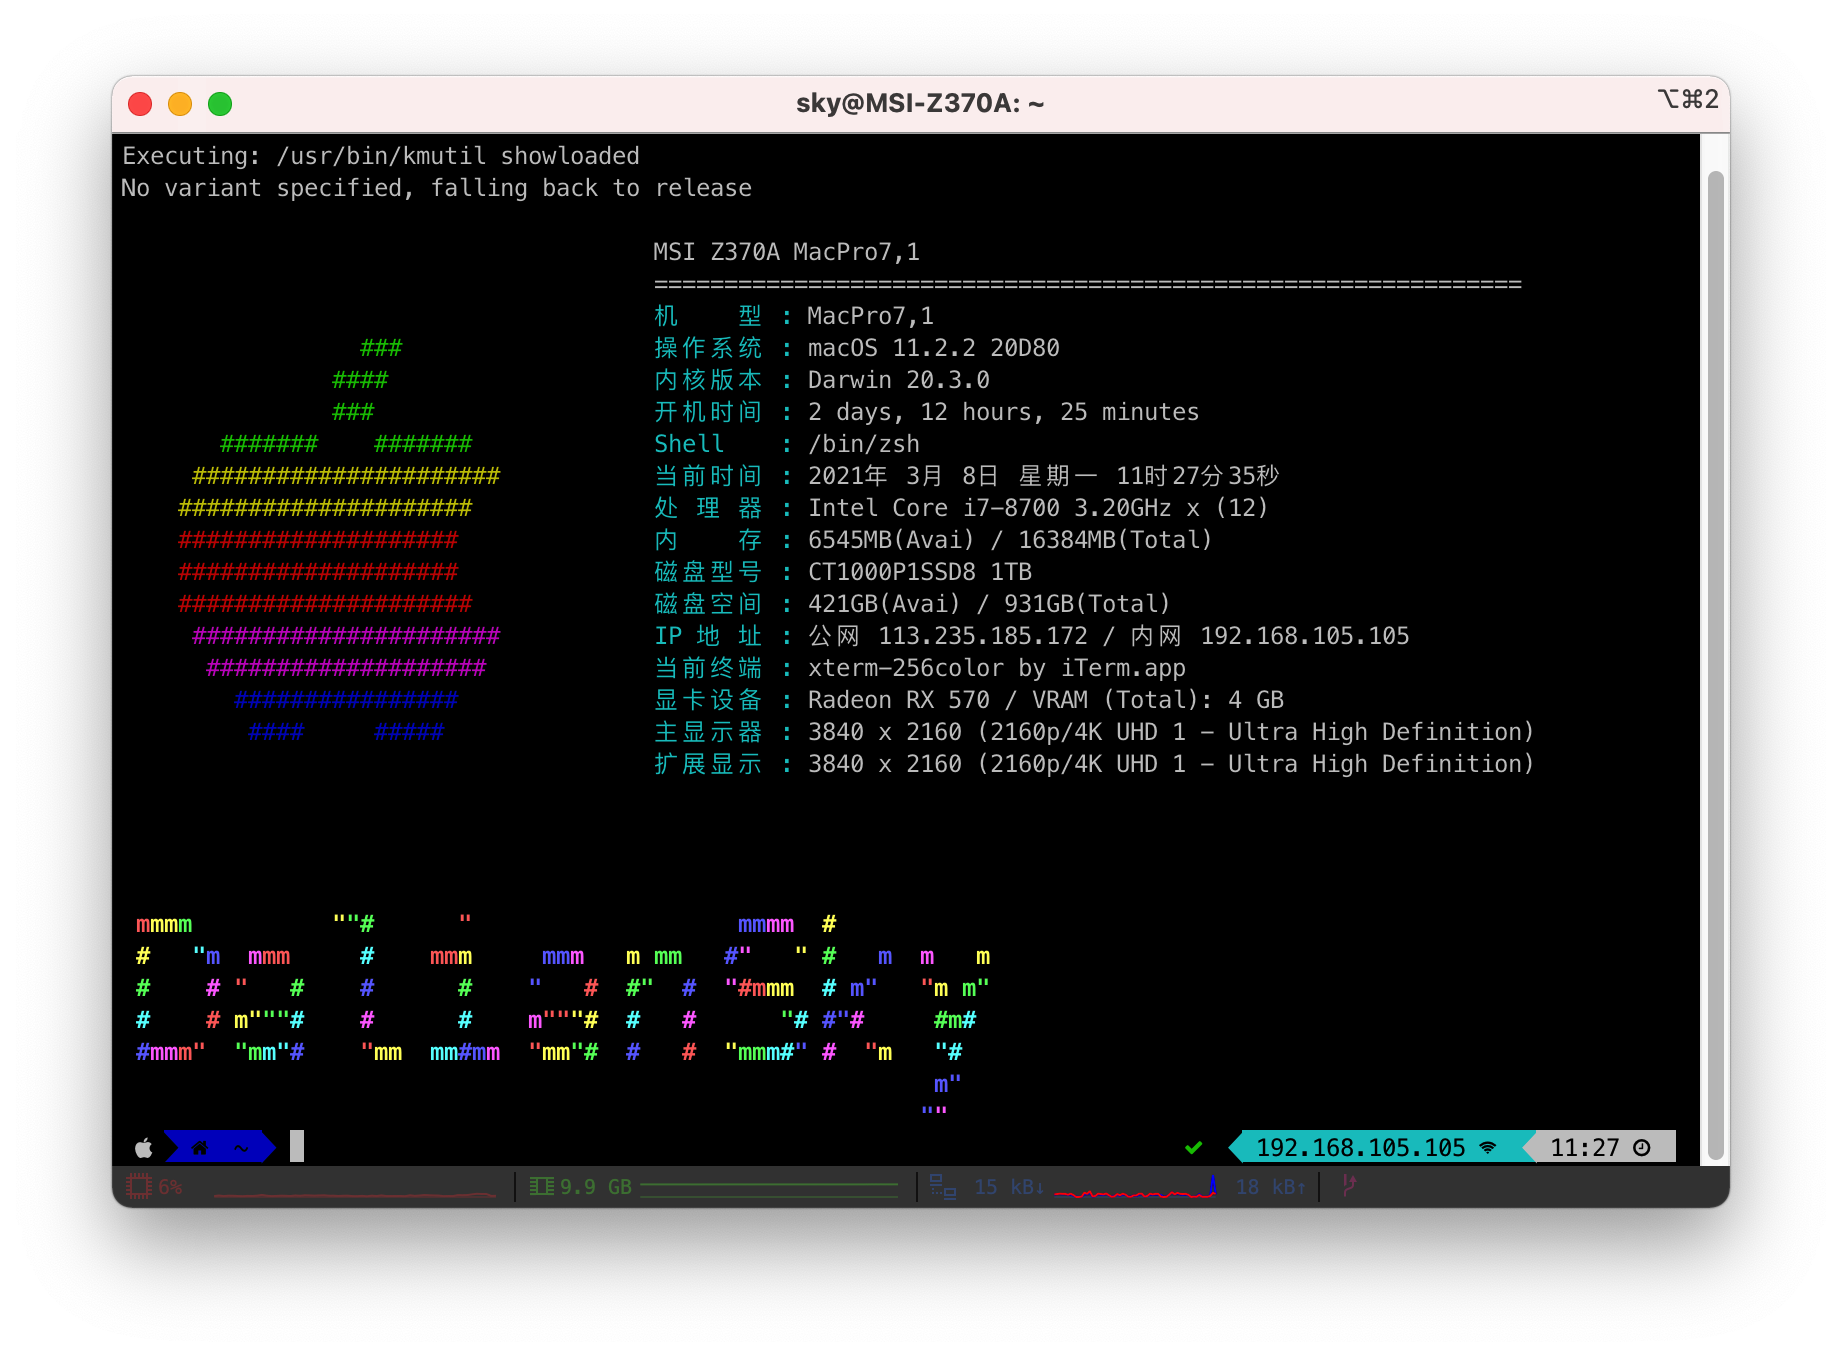 sky@MSI-Z370A: ~
⌥⌘2
Executing: /usr/bin/kmutil showloaded
No variant specified, falling back to release
MSI Z370A MacPro7,1
==============================================================
机 型 : MacPro7,1
操作系统 : macOS 11.2.2 20D80
内核版本 : Darwin 20.3.0
开机时间 : 2 days, 12 hours, 25 minutes
Shell : /bin/zsh
当前时间 : 2021年 3月 8日 星期一 11时27分35秒
处 理 器 : Intel Core i7-8700 3.20GHz x (12)
内 存 : 6545MB(Avai) / 16384MB(Total)
磁盘型号 : CT1000P1SSD8 1TB
磁盘空间 : 421GB(Avai) / 931GB(Total)
IP 地 址 : 公网 113.235.185.172 / 内网 192.168.105.105
当前终端 : xterm-256color by iTerm.app
显卡设备 : Radeon RX 570 / VRAM (Total): 4 GB
主显示器 : 3840 x 2160 (2160p/4K UHD 1 - Ultra High Definition)
扩展显示 : 3840 x 2160 (2160p/4K UHD 1 - Ultra High Definition)
DalianSky
~
192.168.105.105 11:27
6% 9.9 GB 15 kB↓ 18 kB↑